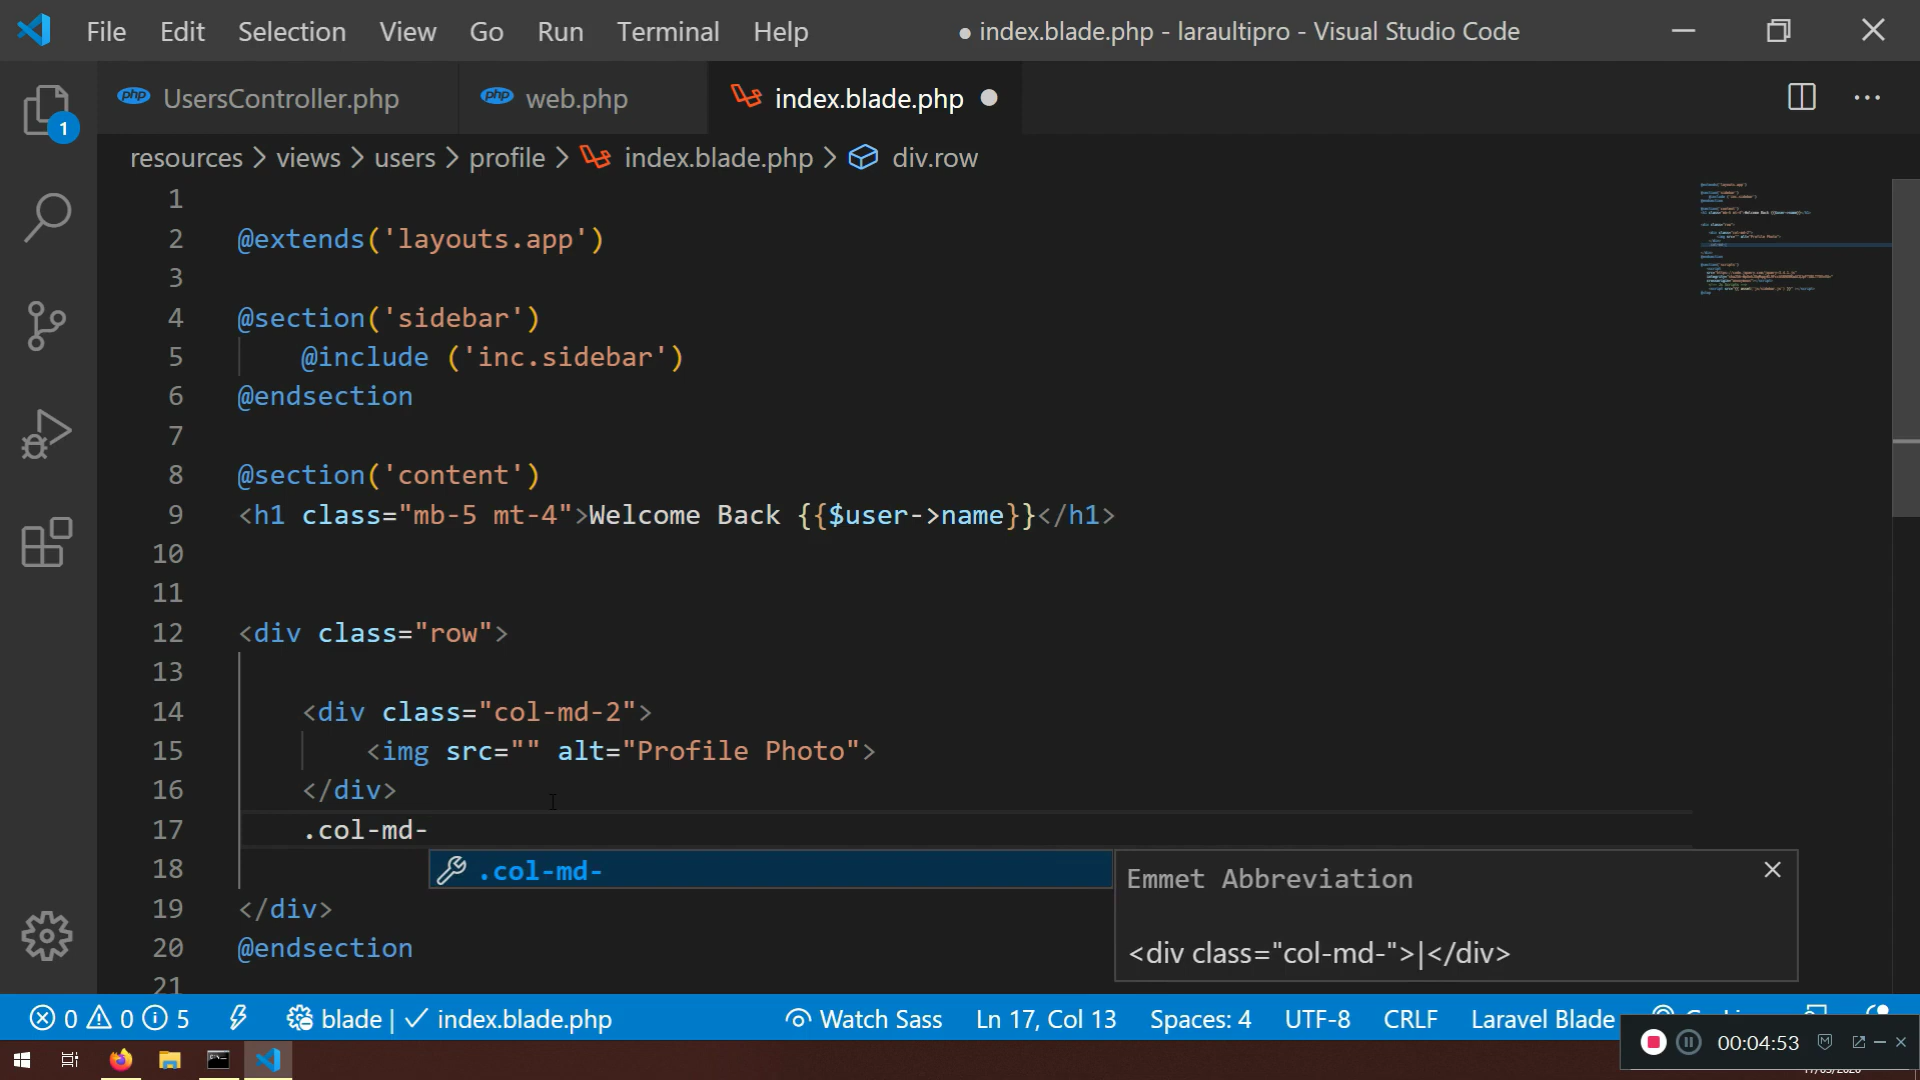 File Edit Selection View Go Run Terminal Help ● index.blade.php - laraultipro - Visual Studio Code
1
php UsersController.php php web.php index.blade.php
resources > views > users > profile > index.blade.php > div.row
1
2 @extends('layouts.app')
3
4 @section('sidebar')
5 @include ('inc.sidebar')
6 @endsection
7
8 @section('content')
9 <h1 class="mb-5 mt-4">Welcome Back {{$user->name}}</h1>
10
11
12 <div class="row">
13
14 <div class="col-md-2">
15 <img src="" alt="Profile Photo">
16 </div>
17 .col-md-
18 .col-md-
Emmet Abbreviation
<div class="col-md-">|</div>
19 </div>
20 @endsection
21
0 0 5 blade | index.blade.php Watch Sass Ln 17, Col 13 Spaces: 4 UTF-8 CRLF Laravel Blade
00:04:53